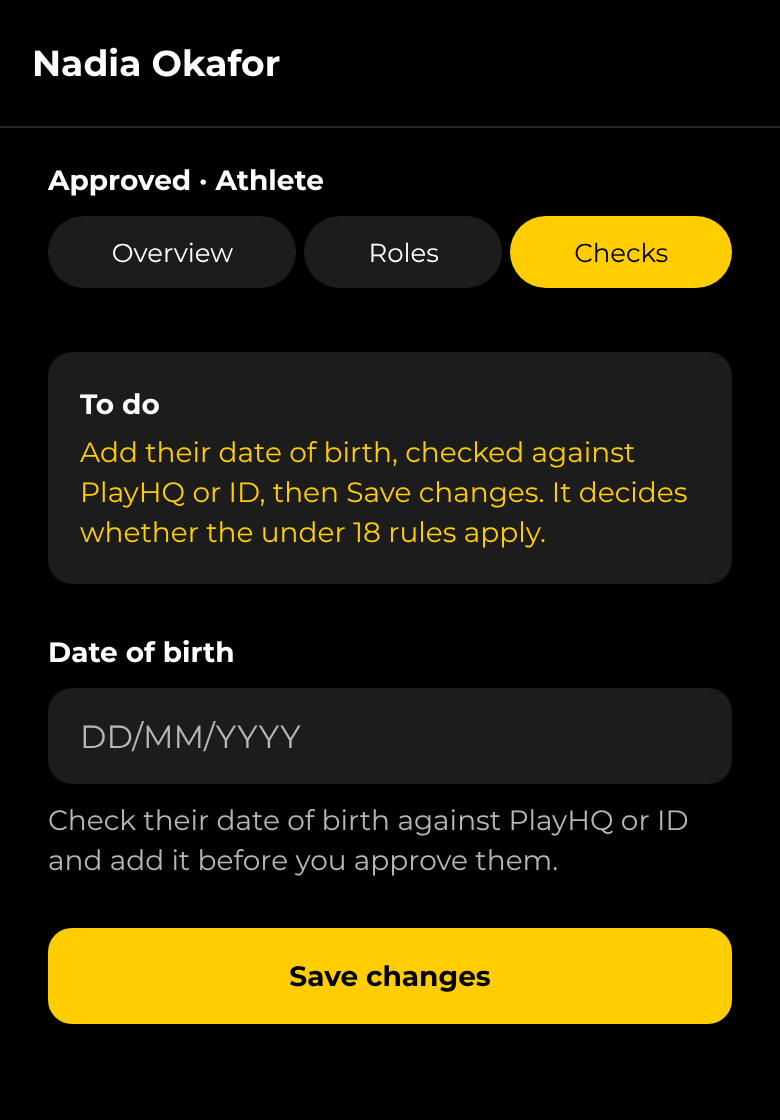 Nadia Okafor
Approved · Athlete
Overview
Roles
Checks
To do
Add their date of birth, checked against
PlayHQ or ID, then Save changes. It decides
whether the under 18 rules apply.
Date of birth
DD/MM/YYYY
Check their date of birth against PlayHQ or ID
and add it before you approve them.
Save changes